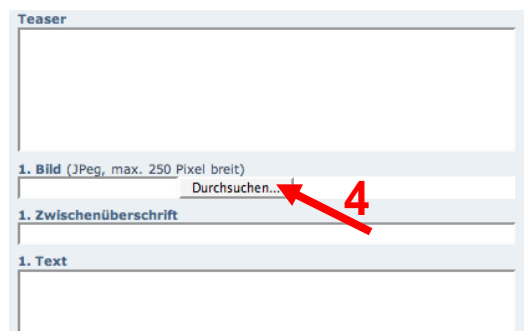 Teaser
1. Bild (JPeg, max. 250 Pixel breit)
Durchsuchen...
4
1. Zwischenüberschrift
1. Text